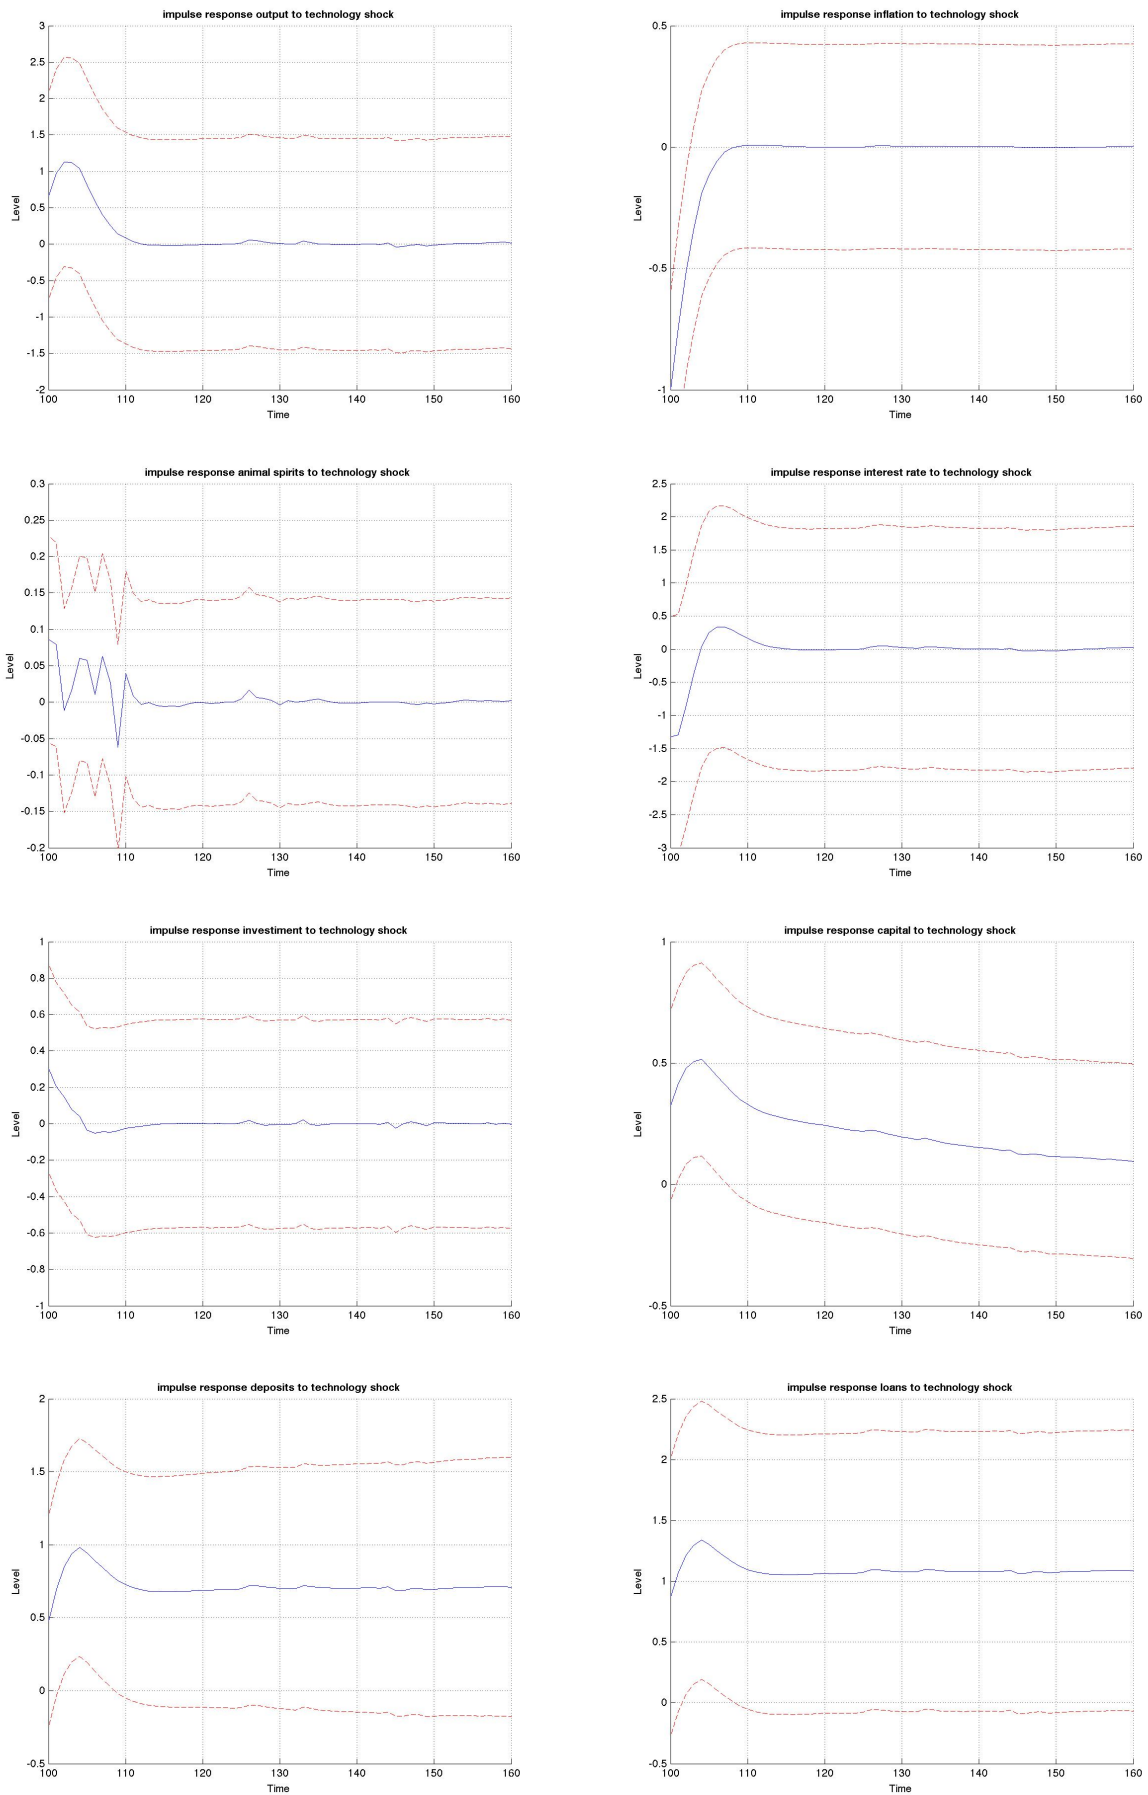 impulse response output to technology shock
3
2.5
2
1.5
1
0.5
0
-0.5
-1
-1.5
-2
Level
100 110 120 130 140 150 160
Time
impulse response inflation to technology shock
0.5
0
-0.5
-1
Level
100 110 120 130 140 150 160
Time
impulse response animal spirits to technology shock
0.3
0.25
0.2
0.15
0.1
0.05
0
-0.05
-0.1
-0.15
-0.2
Level
100 110 120 130 140 150 160
Time
impulse response interest rate to technology shock
2.5
2
1.5
1
0.5
0
-0.5
-1
-1.5
-2
-2.5
-3
Level
100 110 120 130 140 150 160
Time
impulse response investiment to technology shock
1
0.8
0.6
0.4
0.2
0
-0.2
-0.4
-0.6
-0.8
-1
Level
100 110 120 130 140 150 160
Time
impulse response capital to technology shock
1
0.5
0
-0.5
Level
100 110 120 130 140 150 160
Time
impulse response deposits to technology shock
2
1.5
1
0.5
0
-0.5
Level
100 110 120 130 140 150 160
Time
impulse response loans to technology shock
2.5
2
1.5
1
0.5
0
-0.5
Level
100 110 120 130 140 150 160
Time